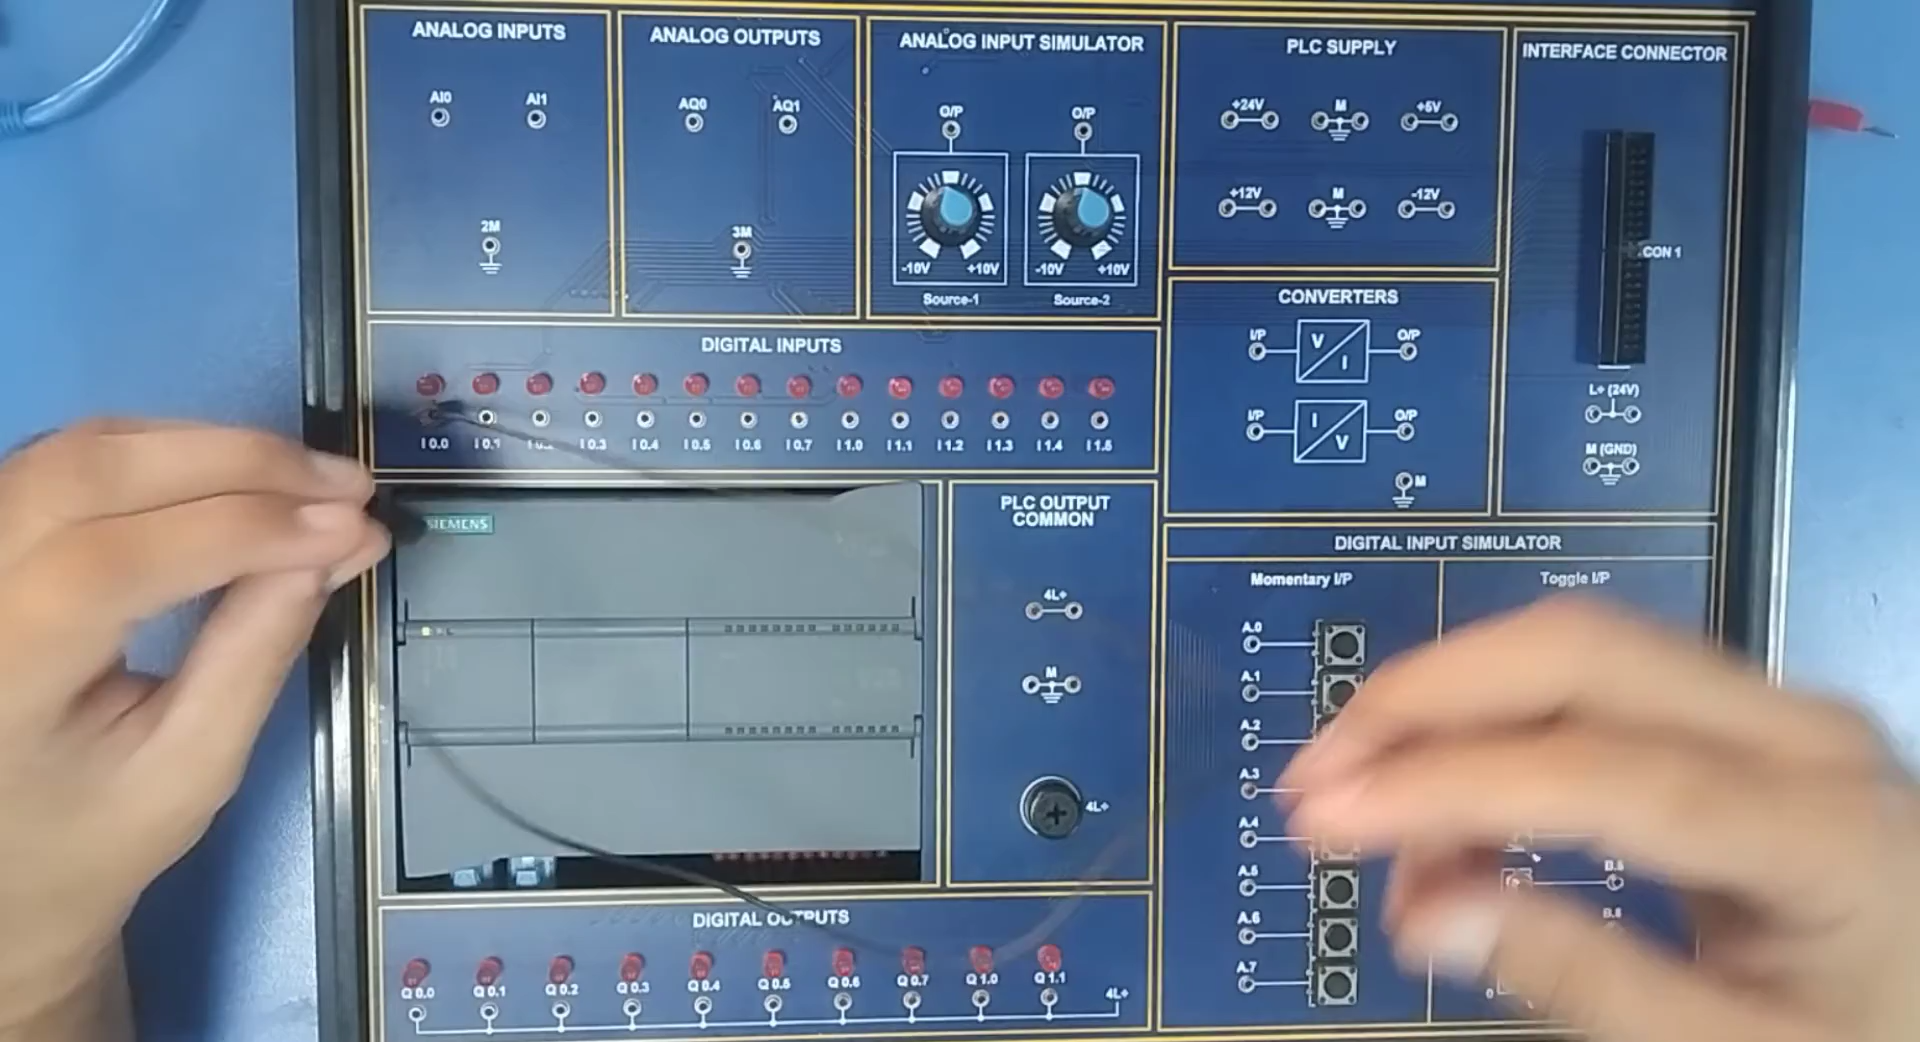 ANALOG INPUTS
AI0 AI1
2M
ANALOG OUTPUTS
AQ0 AQ1
3M
ANALOG INPUT SIMULATOR
O/P O/P
-10V +10V -10V +10V
Source-1 Source-2
PLC SUPPLY
+24V M +5V
+12V M -12V
INTERFACE CONNECTOR
CON 1
L+ (24V)
M (GND)
CONVERTERS
I/P V I O/P
I/P I V O/P
M
DIGITAL INPUTS
I 0.0 I 0.1 I 0.2 I 0.3 I 0.4 I 0.5 I 0.6 I 0.7 I 1.0 I 1.1 I 1.2 I 1.3 I 1.4 I 1.5
SIEMENS
PLC OUTPUT
COMMON
4L+
M
4L+
DIGITAL INPUT SIMULATOR
Momentary I/P
A.0
A.1
A.2
A.3
A.4
A.5
A.6
A.7
Toggle I/P
0
DIGITAL OUTPUTS
Q 0.0 Q 0.1 Q 0.2 Q 0.3 Q 0.4 Q 0.5 Q 0.6 Q 0.7 Q 1.0 Q 1.1
4L+